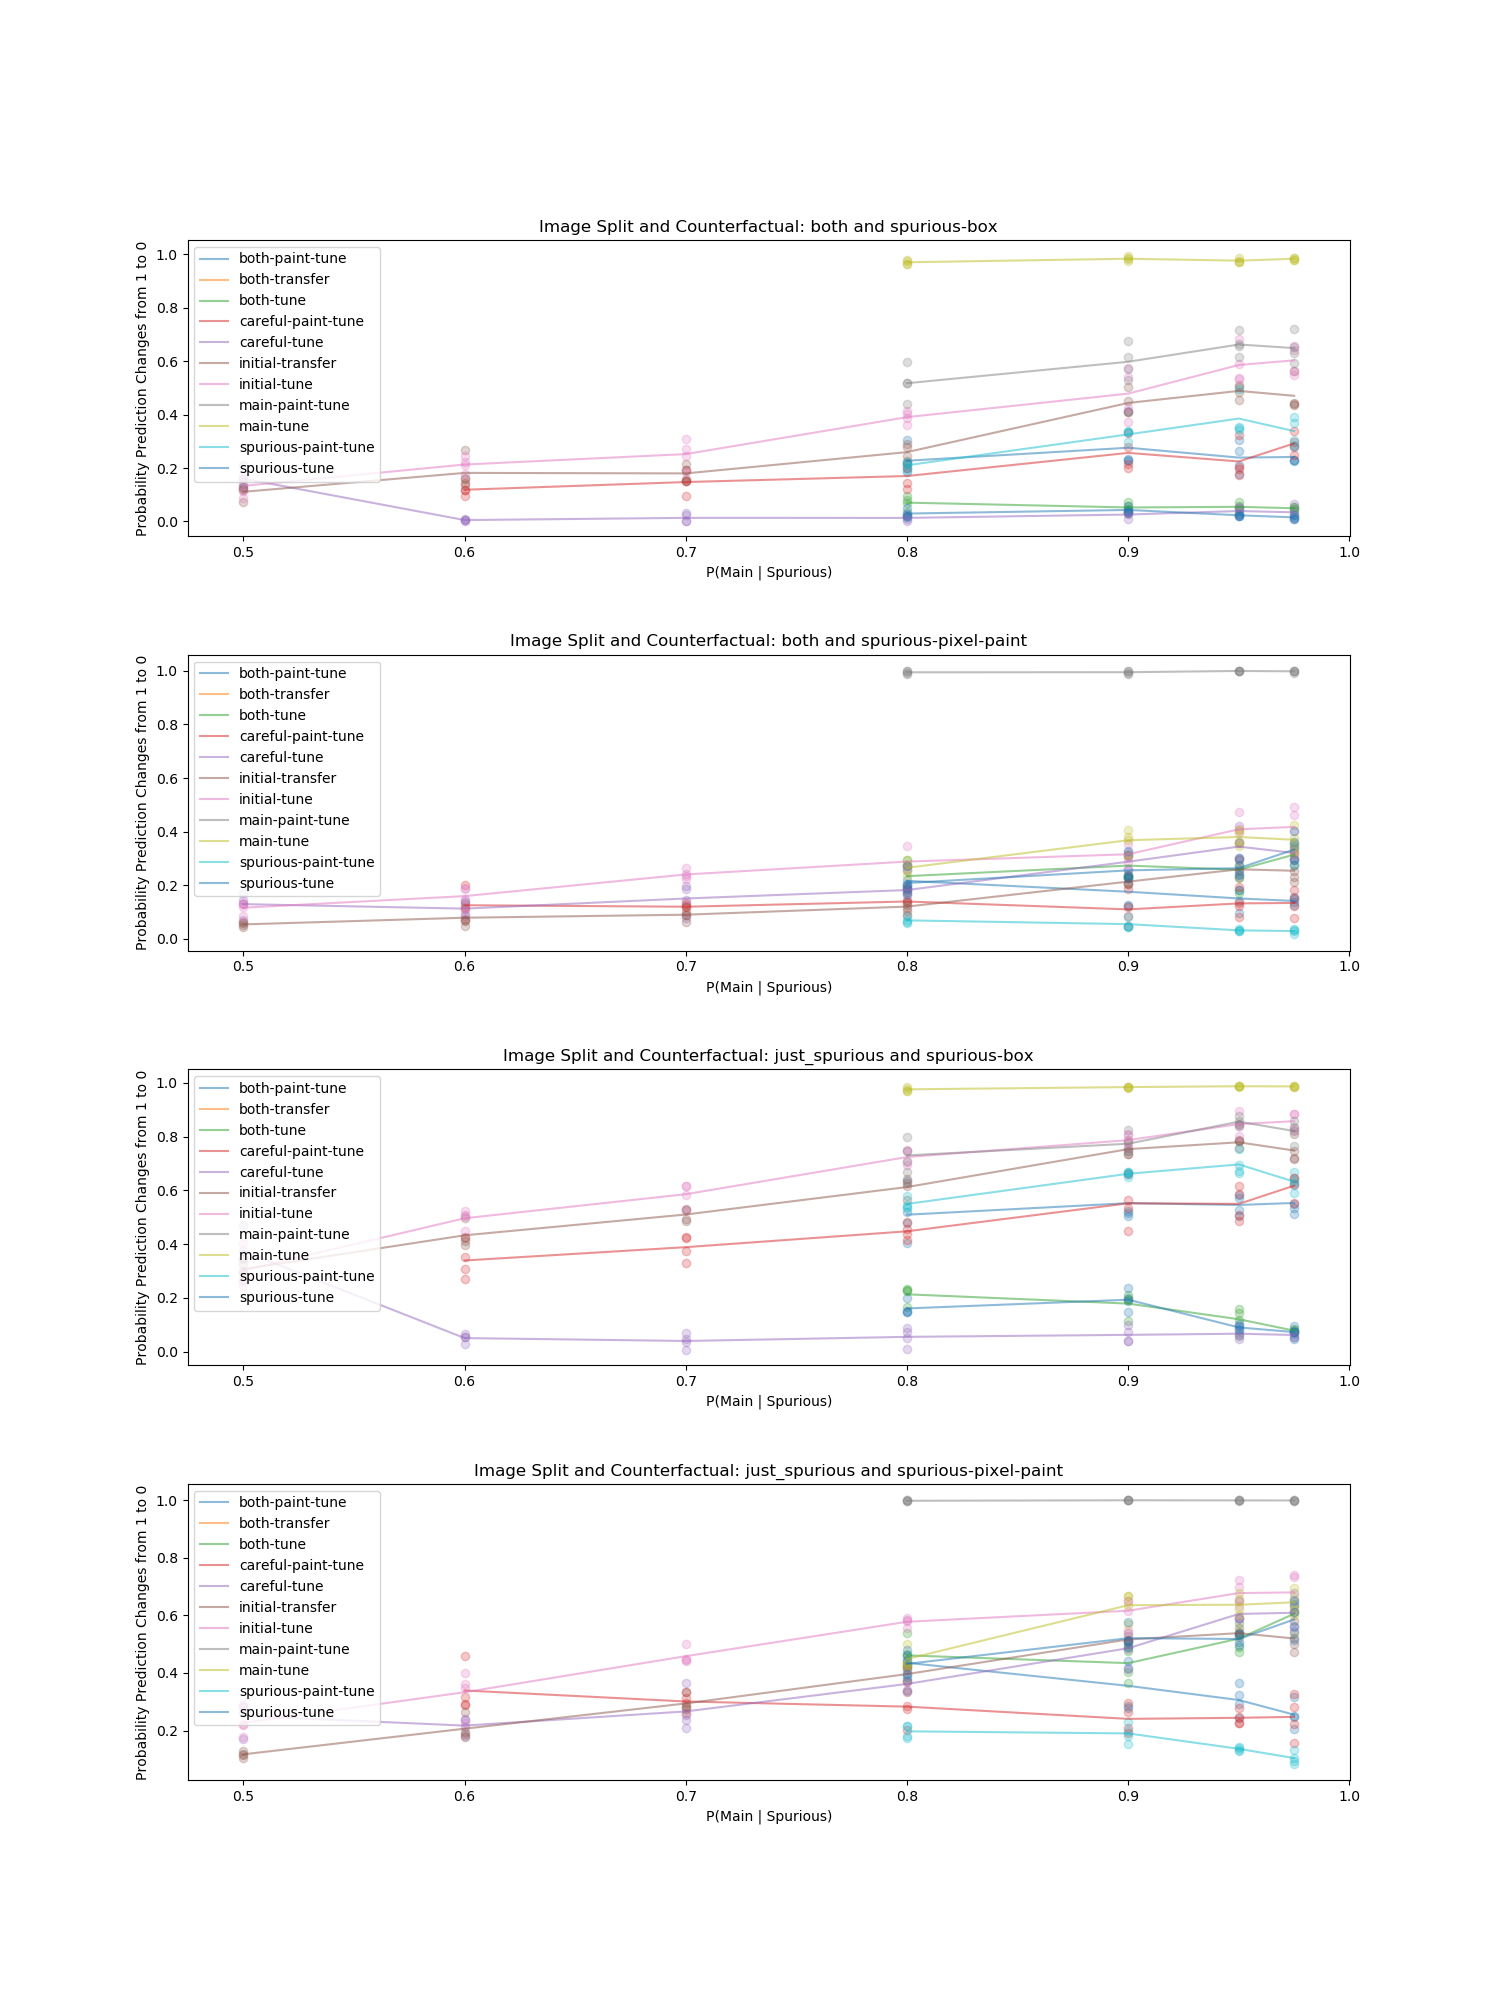 Image Split and Counterfactual: both and spurious-box
Probability Prediction Changes from 1 to 0
1.0
0.8
0.6
0.4
0.2
0.0
both-paint-tune
both-transfer
both-tune
careful-paint-tune
careful-tune
initial-transfer
initial-tune
main-paint-tune
main-tune
spurious-paint-tune
spurious-tune
0.5 0.6 0.7 0.8 0.9 1.0
P(Main | Spurious)
Image Split and Counterfactual: both and spurious-pixel-paint
Probability Prediction Changes from 1 to 0
1.0
0.8
0.6
0.4
0.2
0.0
both-paint-tune
both-transfer
both-tune
careful-paint-tune
careful-tune
initial-transfer
initial-tune
main-paint-tune
main-tune
spurious-paint-tune
spurious-tune
0.5 0.6 0.7 0.8 0.9 1.0
P(Main | Spurious)
Image Split and Counterfactual: just_spurious and spurious-box
Probability Prediction Changes from 1 to 0
1.0
0.8
0.6
0.4
0.2
0.0
both-paint-tune
both-transfer
both-tune
careful-paint-tune
careful-tune
initial-transfer
initial-tune
main-paint-tune
main-tune
spurious-paint-tune
spurious-tune
0.5 0.6 0.7 0.8 0.9 1.0
P(Main | Spurious)
Image Split and Counterfactual: just_spurious and spurious-pixel-paint
Probability Prediction Changes from 1 to 0
1.0
0.8
0.6
0.4
0.2
both-paint-tune
both-transfer
both-tune
careful-paint-tune
careful-tune
initial-transfer
initial-tune
main-paint-tune
main-tune
spurious-paint-tune
spurious-tune
0.5 0.6 0.7 0.8 0.9 1.0
P(Main | Spurious)